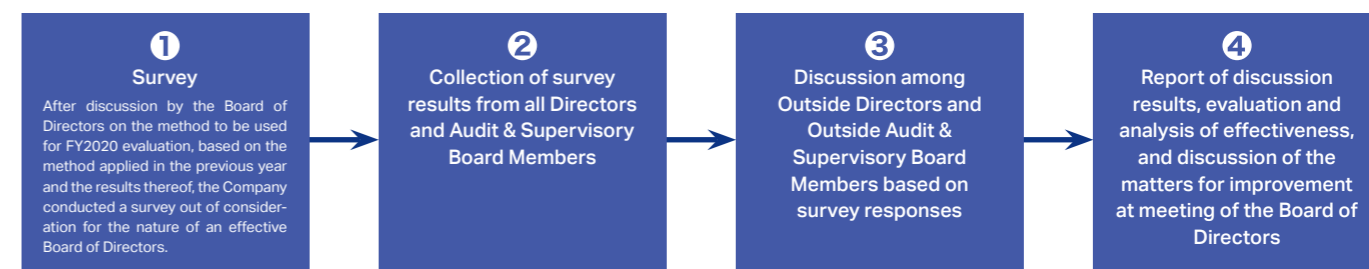 ❶
Survey
After discussion by the Board of
Directors on the method to be used
for FY2020 evaluation, based on the
method applied in the previous year
and the results thereof, the Company
conducted a survey out of consider-
ation for the nature of an effective
Board of Directors.
❷
Collection of survey
results from all Directors
and Audit & Supervisory
Board Members
❸
Discussion among
Outside Directors and
Outside Audit &
Supervisory Board
Members based on
survey responses
❹
Report of discussion
results, evaluation and
analysis of effectiveness,
and discussion of the
matters for improvement
at meeting of the Board of
Directors